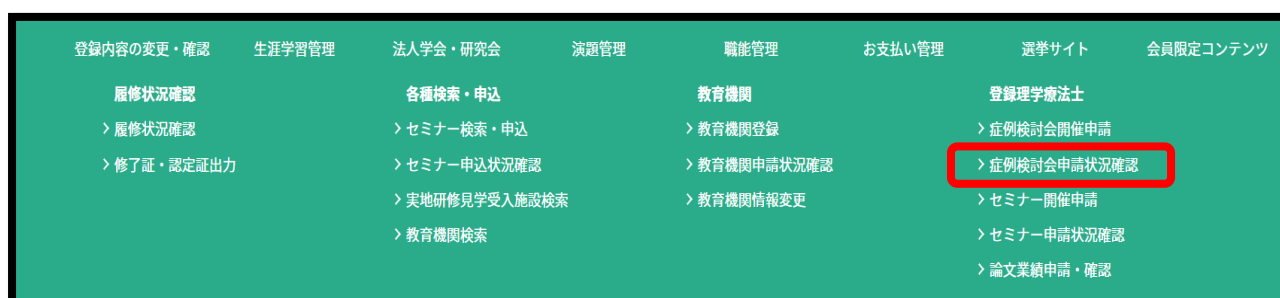 登録内容の変更・確認 生涯学習管理 法人学会・研究会 演題管理 職能管理 お支払い管理 選挙サイト 会員限定コンテンツ
履修状況確認 各種検索・申込 教育機関 登録理学療法士
> 履修状況確認 > セミナー検索・申込 > 教育機関登録 > 症例検討会開催申請
> 修了証・認定証出力 > セミナー申込状況確認 > 教育機関申請状況確認 > 症例検討会申請状況確認
> 実地研修見学受入施設検索 > 教育機関情報変更 > セミナー開催申請
> 教育機関検索 > セミナー申請状況確認
> 論文業績申請・確認